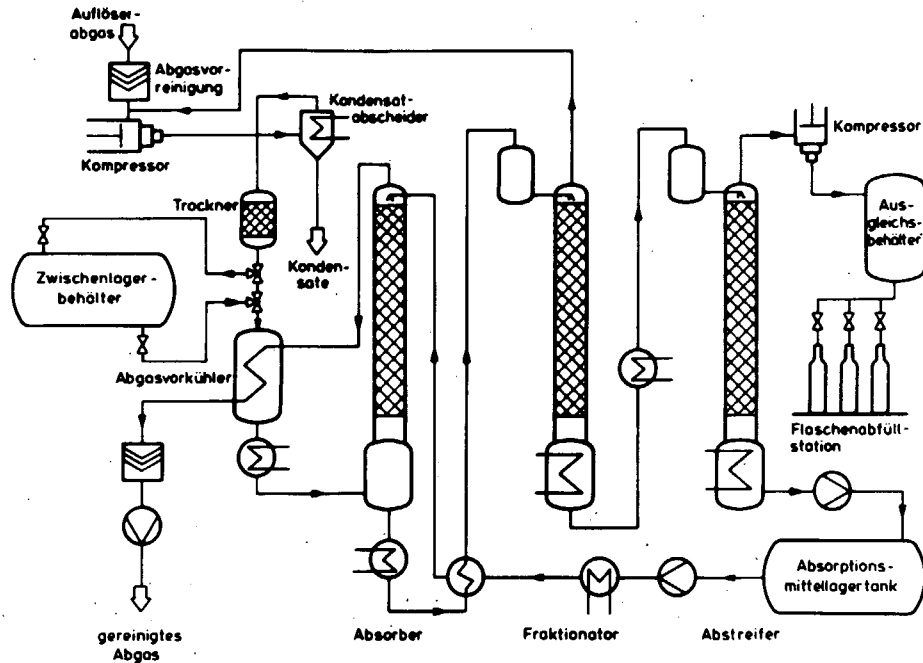 Auflöser-
abgas
Abgasvor-
reinigung
Kompressor
Kondensat-
abscheider
Trockner
Konden-
sate
Zwischenlager-
behälter
Abgasvorkühler
Kompressor
Aus-
gleichs-
behälter
Flaschenabfüll-
station
Absorptions-
mittellagertank
gereinigtes
Abgas
Absorber
Fraktionator
Abstreifer